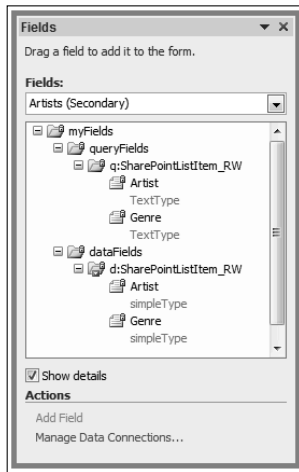 Fields
Drag a field to add it to the form.
Fields:
Artists (Secondary)
myFields
queryFields
q:SharePointListItem_RW
Artist
TextType
Genre
TextType
dataFields
d:SharePointListItem_RW
Artist
simpleType
Genre
simpleType
Show details
Actions
Add Field
Manage Data Connections...